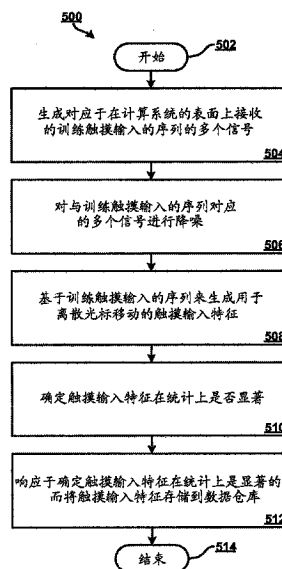 500
开始
502
生成对应于在计算系统的表面上接收
的训练触摸输入的序列的多个信号
504
对与训练触摸输入的序列对应
的多个信号进行降噪
506
基于训练触摸输入的序列来生成用于
离散光标移动的触摸输入特征
508
确定触摸输入特征在统计上是否显著
510
响应于确定触摸输入特征在统计上是显著的
而将触摸输入特征存储到数据仓库
512
结束
514